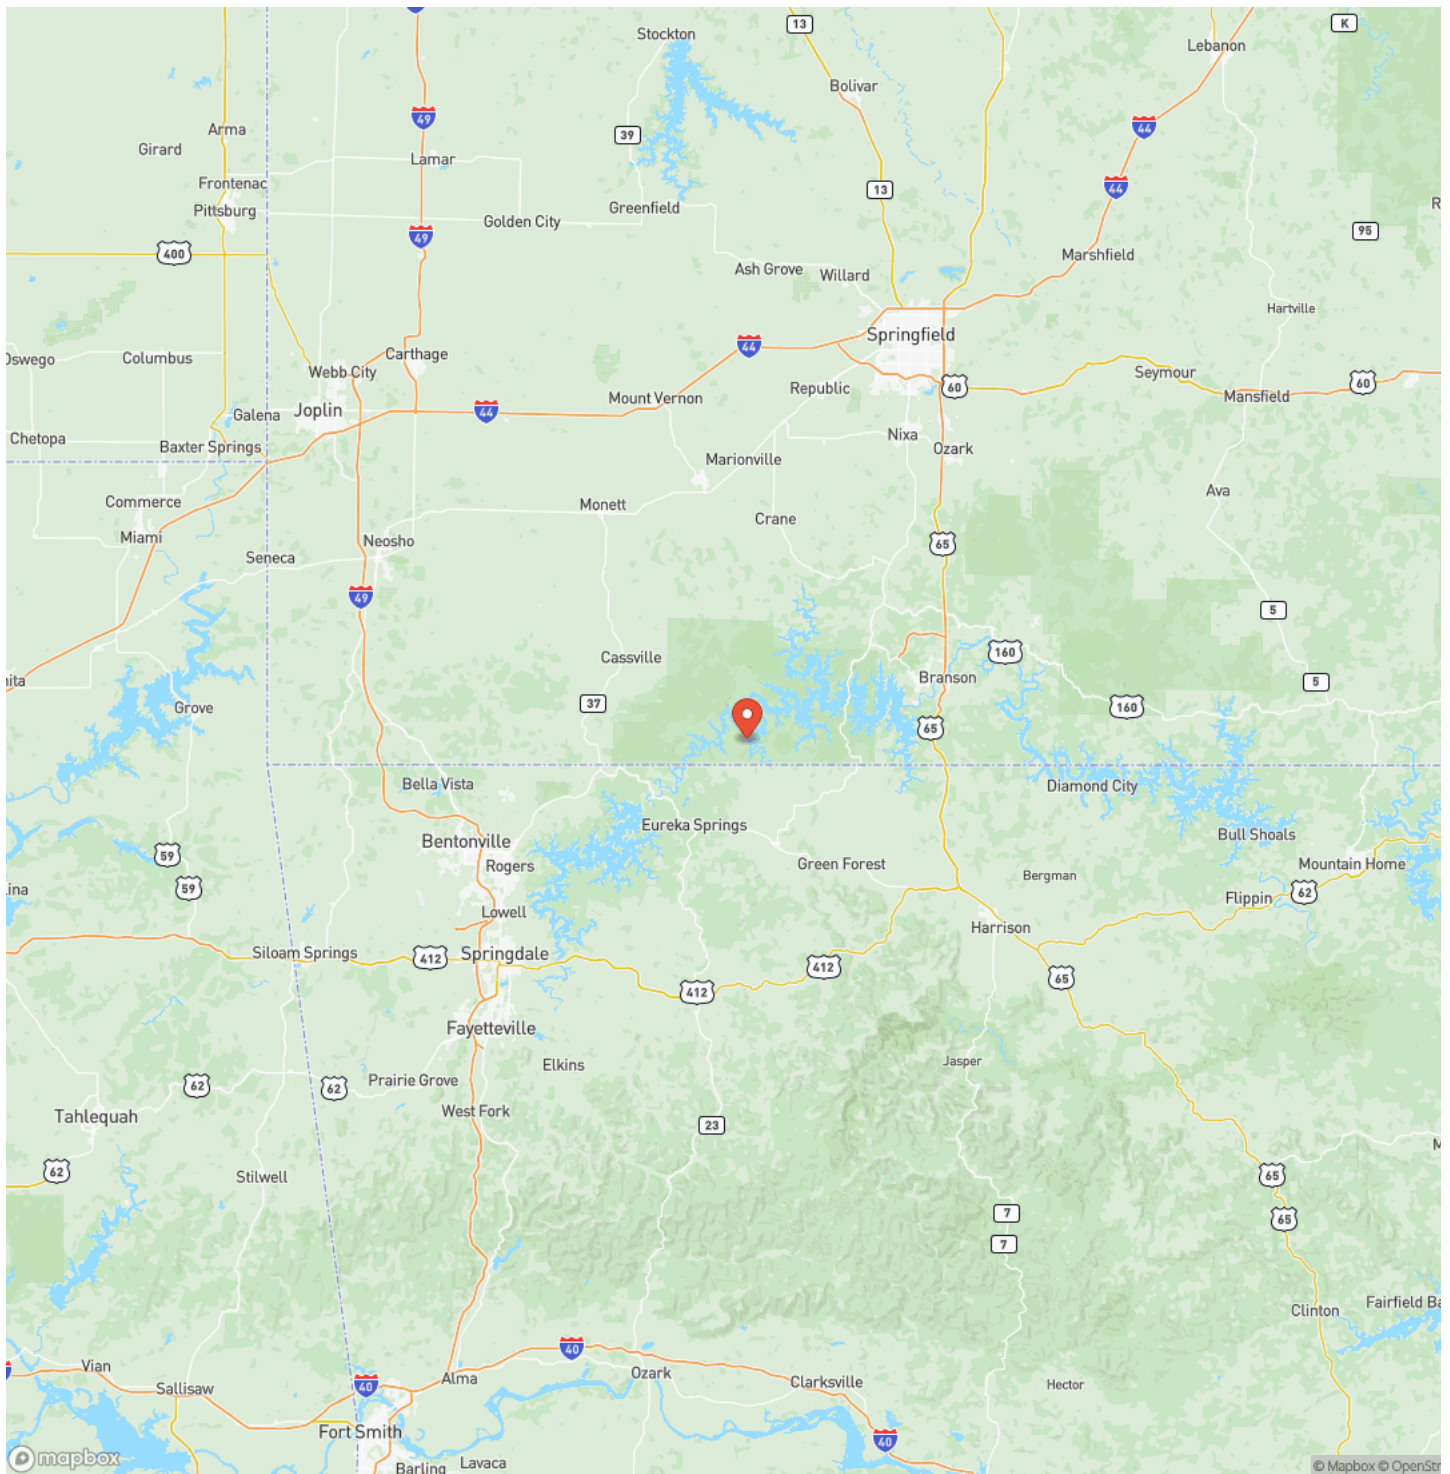 Stockton
13
K
Lebanon
Bolivar
49
44
Arma
39
Girard
Lamar
Frontenac
13
44
Pittsburg
Greenfield
Golden City
49
95
400
Ash Grove
Willard
Marshfield
Hartville
Springfield
44
Oswego
Columbus
Carthage
Webb City
Republic
60
Seymour
60
Mount Vernon
Mansfield
Galena
Joplin
44
Chetopa
Baxter Springs
Nixa
Ozark
Marionville
Commerce
Monett
Ava
Crane
Miami
Neosho
65
Seneca
49
5
160
Cassville
Branson
5
37
Grove
160
65
Bella Vista
Diamond City
Eureka Springs
Bull Shoals
Bentonville
59
Rogers
Green Forest
Mountain Home
59
Bergman
62
Flippin
Lowell
Harrison
Siloam Springs
412
Springdale
412
65
412
Fayetteville
Elkins
Jasper
62
62
Prairie Grove
West Fork
Tahlequah
23
62
Stilwell
65
7
65
7
Clinton
Fairfield Ba
40
Vian
Alma
Ozark
Sallisaw
40
Clarksville
Hector
Fort Smith
40
mapbox
Barling
Lavaca
© Mapbox © OpenStr